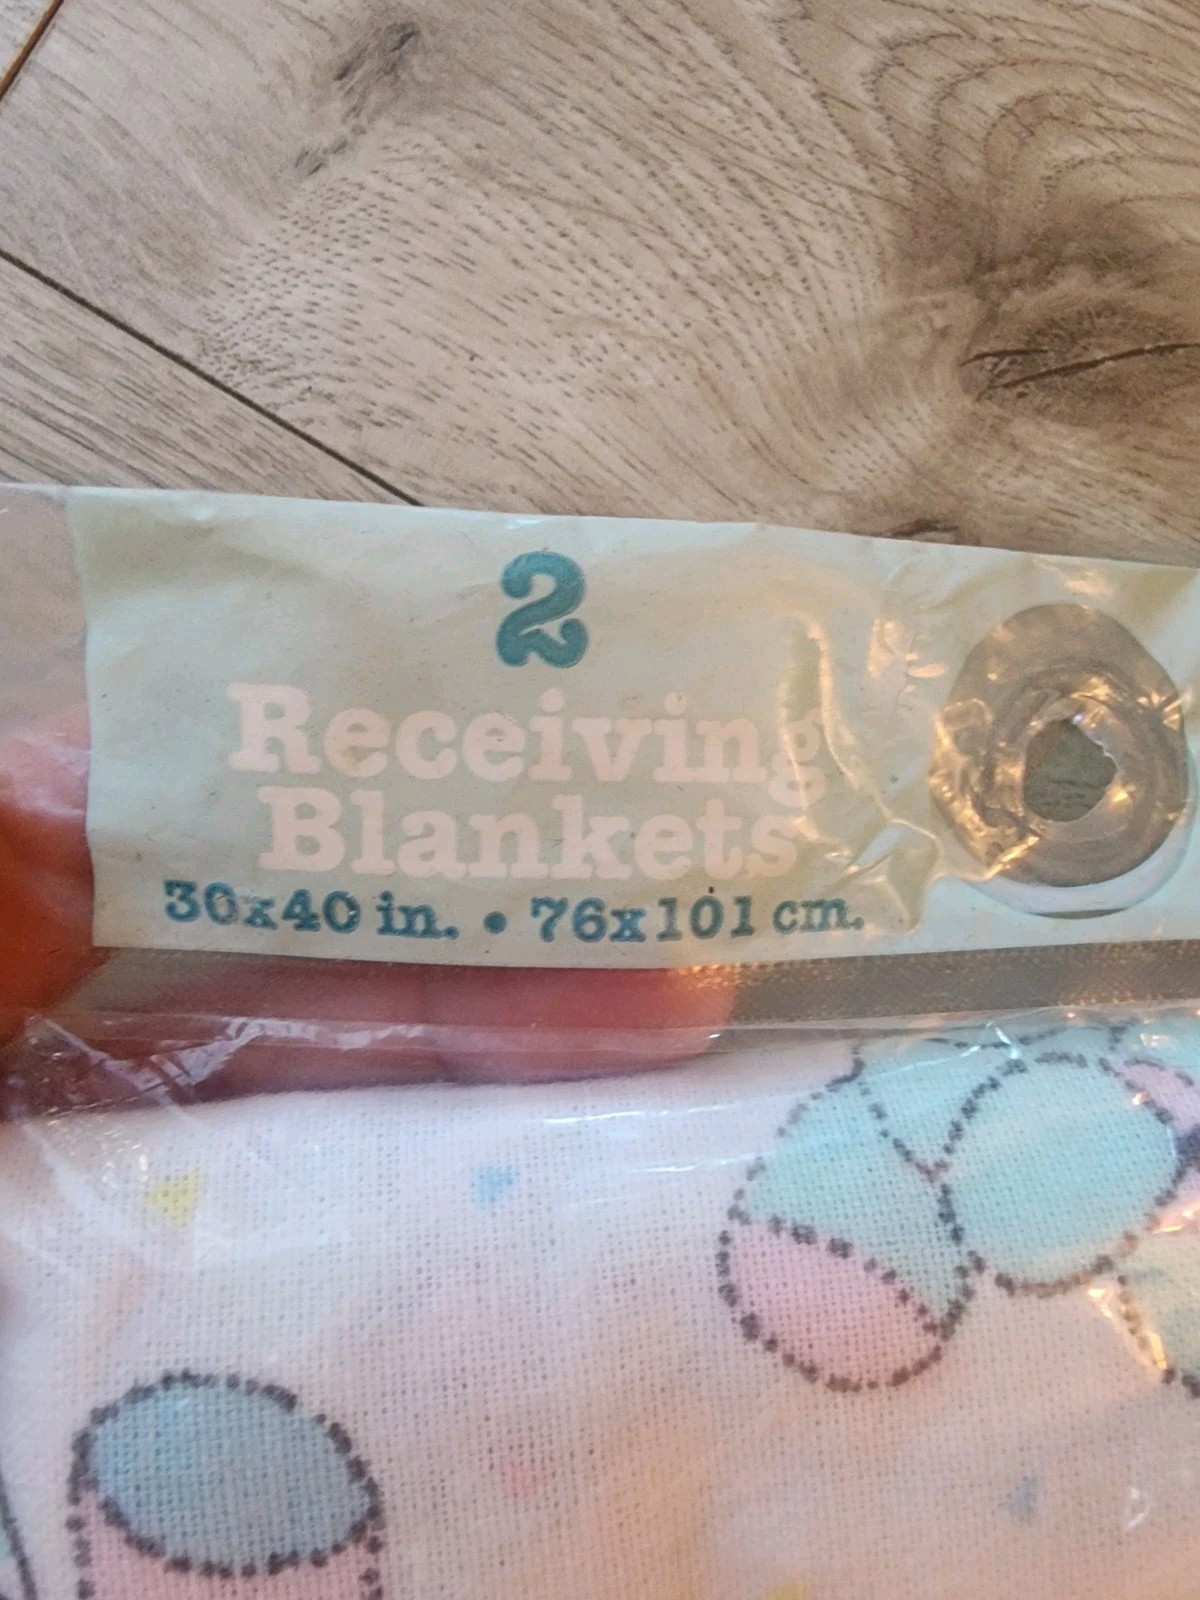 2
Receiving
Blankets
30x40 in. • 76x101 cm.